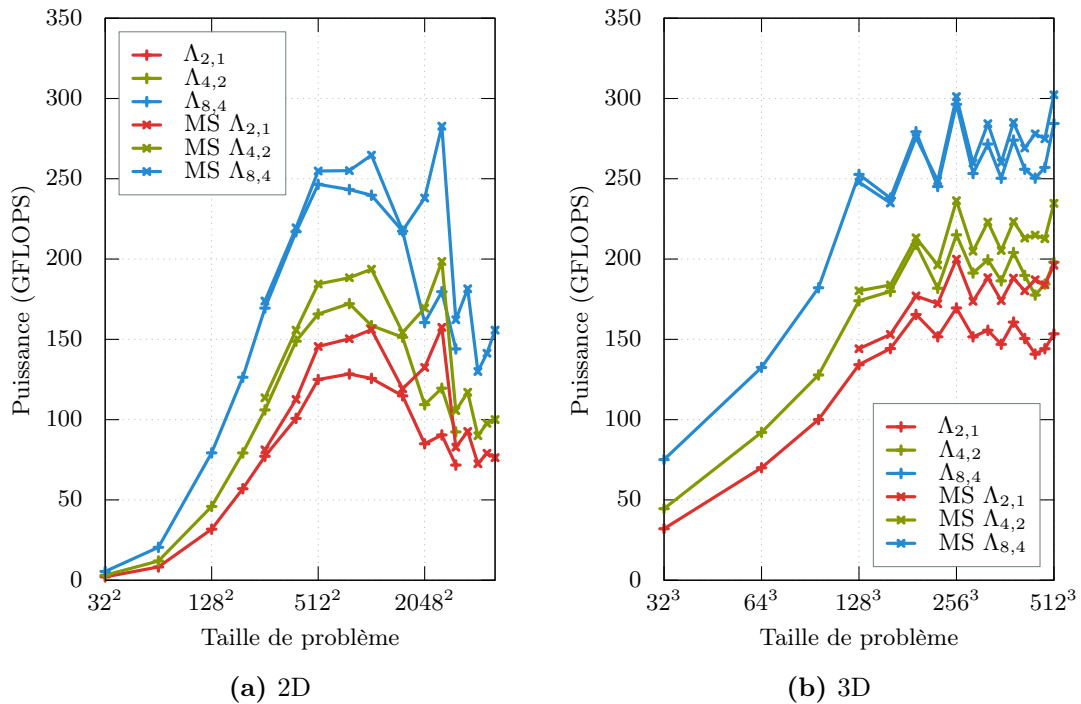 350
300
250
200
150
100
50
0
Puissance (GFLOPS)
Λ2,1
Λ4,2
Λ8,4
MS Λ2,1
MS Λ4,2
MS Λ8,4
32² 128² 512² 2048²
Taille de problème
(a) 2D
350
300
250
200
150
100
50
0
Puissance (GFLOPS)
Λ2,1
Λ4,2
Λ8,4
MS Λ2,1
MS Λ4,2
MS Λ8,4
32³ 64³ 128³ 256³ 512³
Taille de problème
(b) 3D